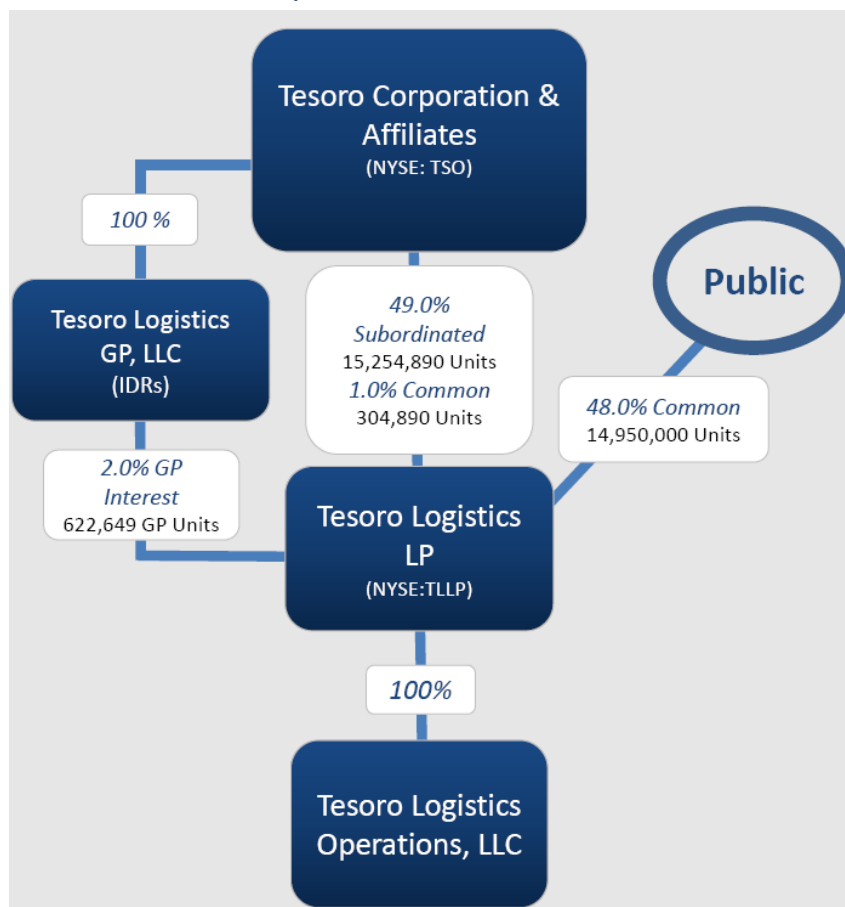 Tesoro Corporation &
Affiliates
(NYSE: TSO)
100 %
Tesoro Logistics
GP, LLC
(IDRs)
49.0%
Subordinated
15,254,890 Units
1.0% Common
304,890 Units
Public
48.0% Common
14,950,000 Units
2.0% GP
Interest
622,649 GP Units
Tesoro Logistics
LP
(NYSE:TLLP)
100%
Tesoro Logistics
Operations, LLC